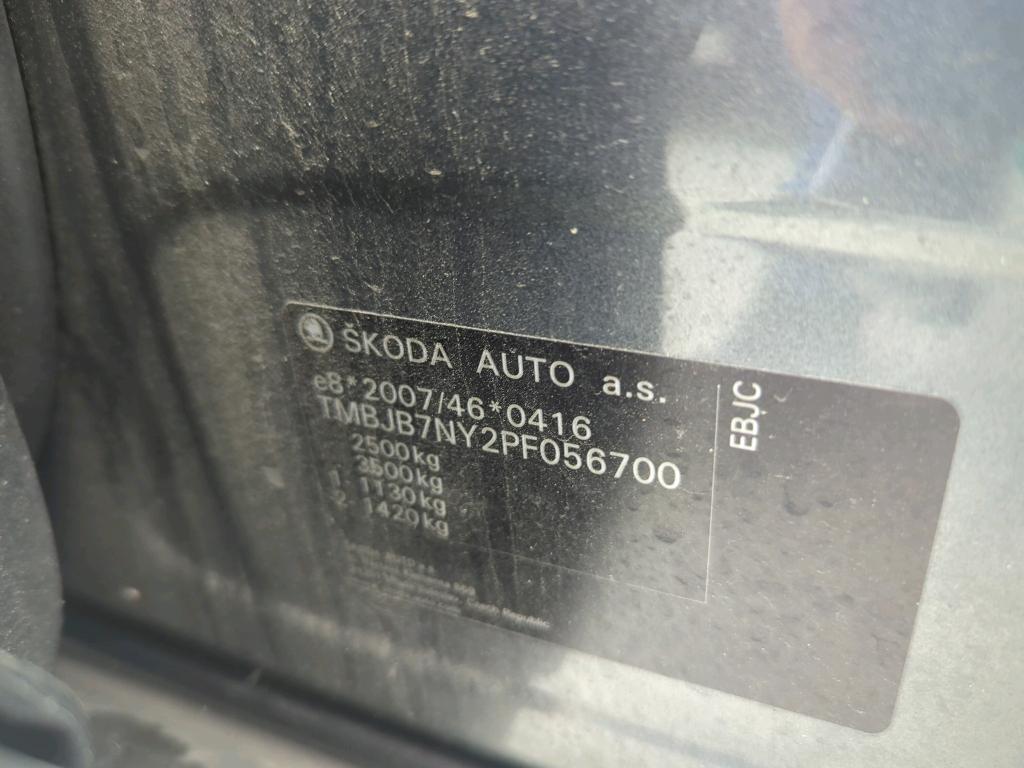 ŠKODA AUTO a.s.
e8*2007/46*0416
TMBJB7NY2PF056700
2500kg
3500kg
1. 1130kg
2. 1420kg
EBJC